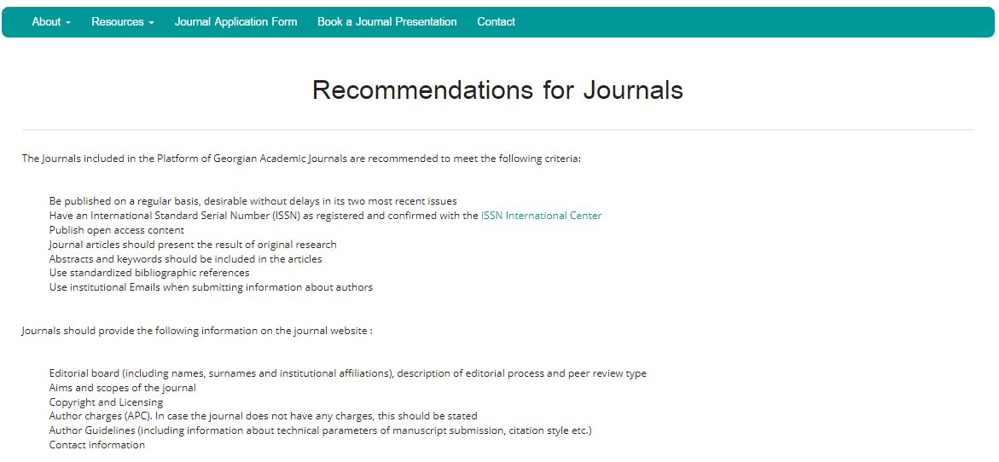 About Resources Journal Application Form Book a Journal Presentation Contact
Recommendations for Journals
The Journals included in the Platform of Georgian Academic Journals are recommended to meet the following criteria:
Be published on a regular basis, desirable without delays in its two most recent issues
Have an International Standard Serial Number (ISSN) as registered and confirmed with the ISSN International Center
Publish open access content
Journal articles should present the result of original research
Abstracts and keywords should be included in the articles
Use standardized bibliographic references
Use institutional Emails when submitting information about authors
Journals should provide the following information on the journal website :
Editorial board (including names, surnames and institutional affiliations), description of editorial process and peer review type
Aims and scopes of the journal
Copyright and Licensing
Author charges (APC). In case the journal does not have any charges, this should be stated
Author Guidelines (including information about technical parameters of manuscript submission, citation style etc.)
Contact information